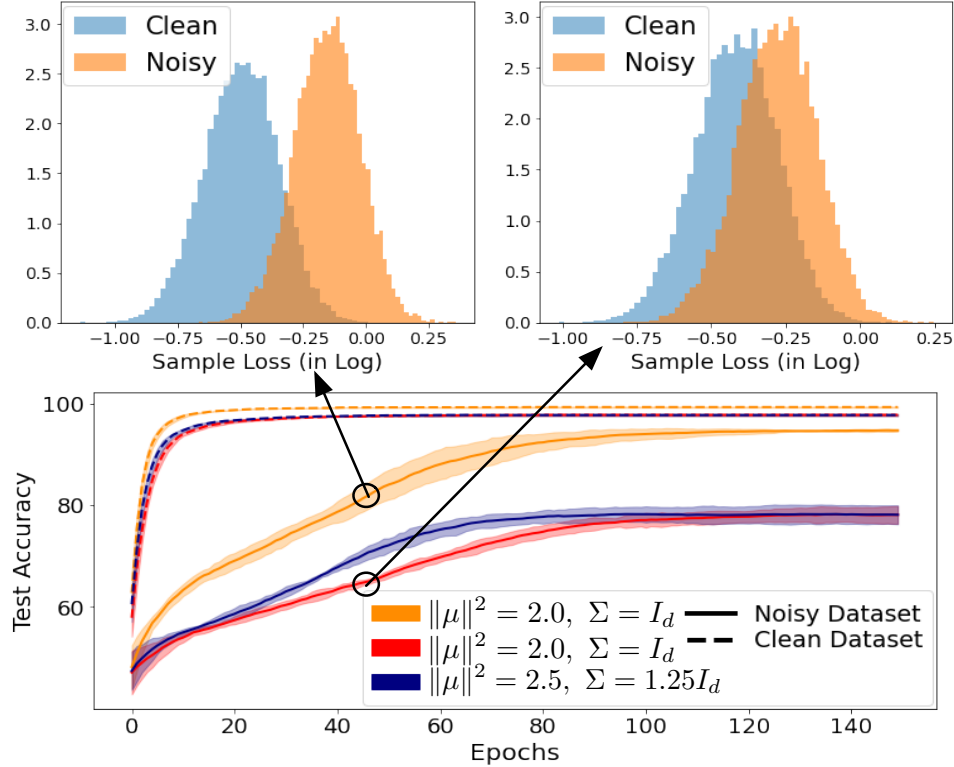 Clean
Noisy
3.0
2.5
2.0
1.5
1.0
0.5
0.0
−1.00 −0.75 −0.50 −0.25 0.00 0.25
Sample Loss (in Log)
Clean
Noisy
3.0
2.5
2.0
1.5
1.0
0.5
0.0
−1.00 −0.75 −0.50 −0.25 0.00 0.25
Sample Loss (in Log)
100
80
60
Test Accuracy
‖μ‖² = 2.0, Σ = I_d
‖μ‖² = 2.0, Σ = I_d
‖μ‖² = 2.5, Σ = 1.25I_d
Noisy Dataset
Clean Dataset
0 20 40 60 80 100 120 140
Epochs